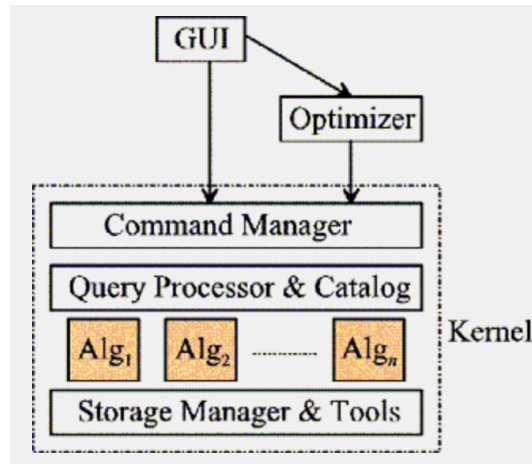 GUI
Optimizer
Command Manager
Query Processor & Catalog
Kernel
Alg₁ Alg₂ ........... Algₙ
Storage Manager & Tools